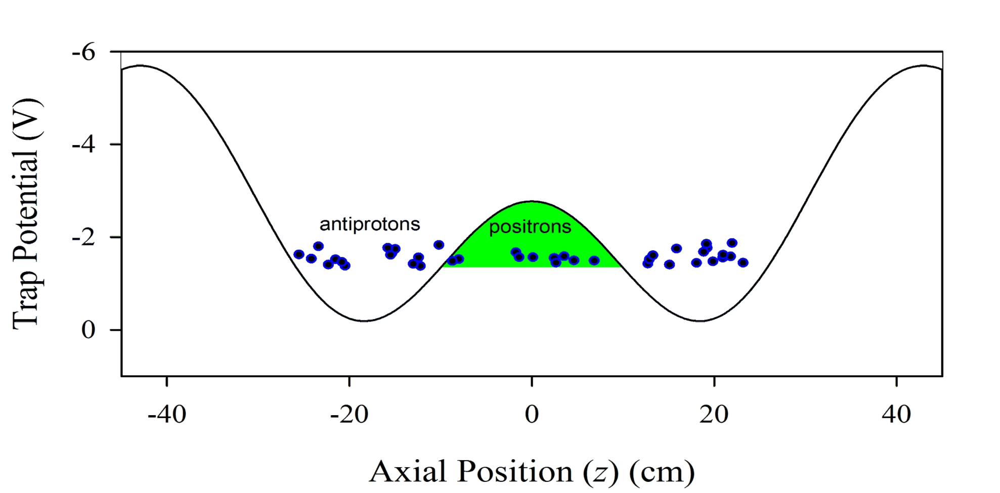 Trap Potential (V)
-6
-4
-2
0
antiprotons
positrons
-40
-20
0
20
40
Axial Position (z) (cm)